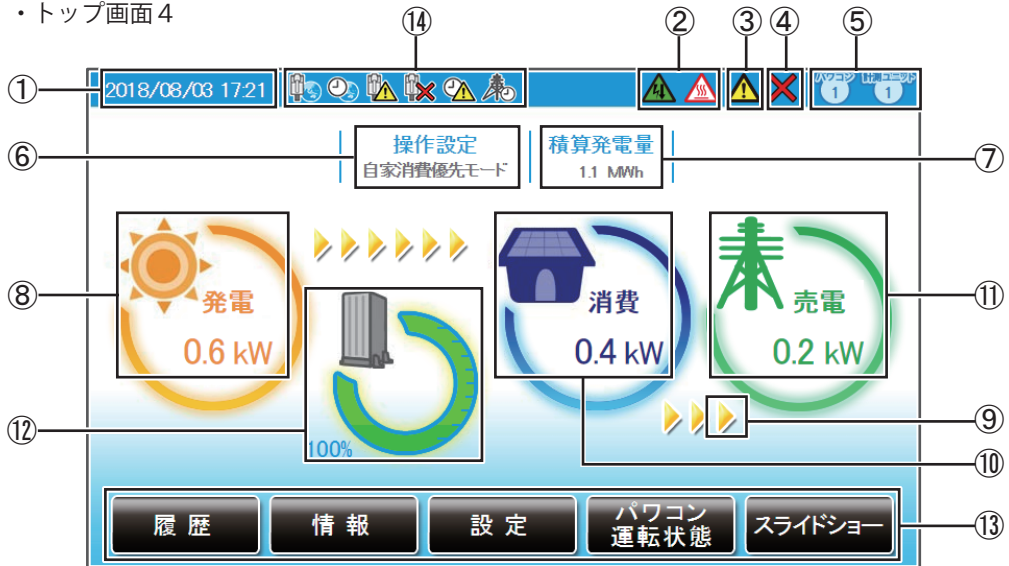 ・トップ画面4
⑭ ② ③ ④ ⑤
① 2018/08/03 17:21 パワコン 1 計測ユニット 1
⑥ 操作設定 積算発電量 ⑦
自家消費優先モード 1.1 MWh
⑧ 発電 消費 売電 ⑪
0.6 kW 0.4 kW 0.2 kW
⑨
⑫ 100% ⑩
履歴 情報 設定 パワコン スライドショー ⑬
運転状態